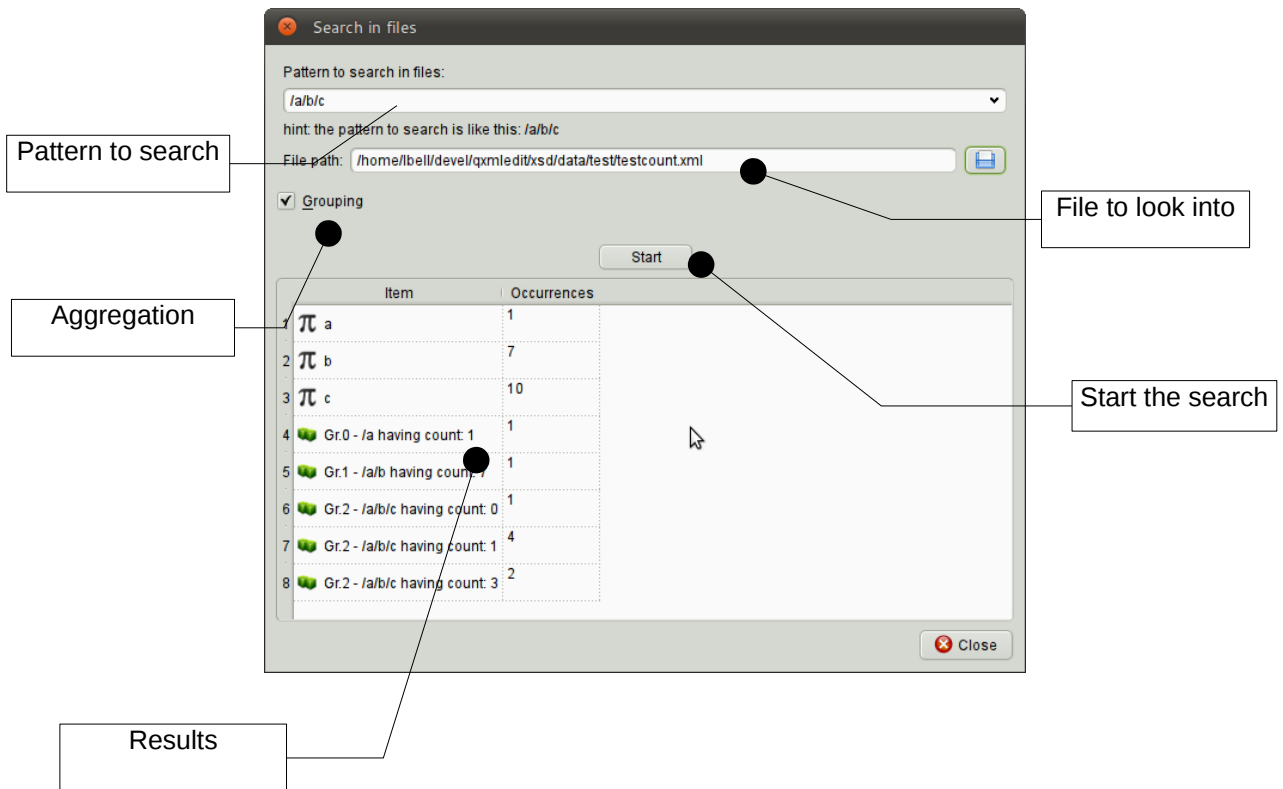 Search in files
Pattern to search in files:
/a/b/c
hint: the pattern to search is like this: /a/b/c
Pattern to search
File path: /home/lbell/devel/qxmledit/xsd/data/test/testcount.xml
Grouping
File to look into
Start
Item Occurrences
Aggregation
1 π a 1
2 π b 7
3 π c 10
Start the search
4 Gr.0 - /a having count: 1 1
5 Gr.1 - /a/b having count: 7 1
6 Gr.2 - /a/b/c having count: 0 1
7 Gr.2 - /a/b/c having count: 1 4
8 Gr.2 - /a/b/c having count: 3 2
Close
Results